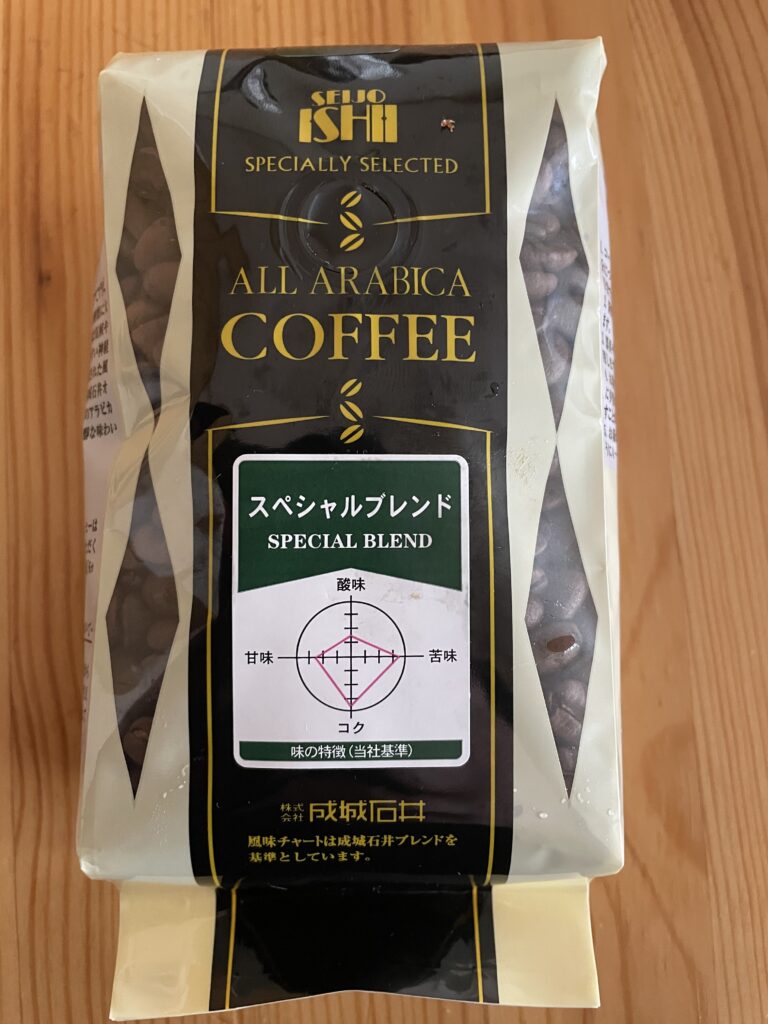 SEIJO
ISHII
SPECIALLY SELECTED
ALL ARABICA
COFFEE
スペシャルブレンド
SPECIAL BLEND
酸味
甘味
苦味
コク
味の特徴(当社基準)
株式会社 成城石井
風味チャートは成城石井ブレンドを
基準としています。